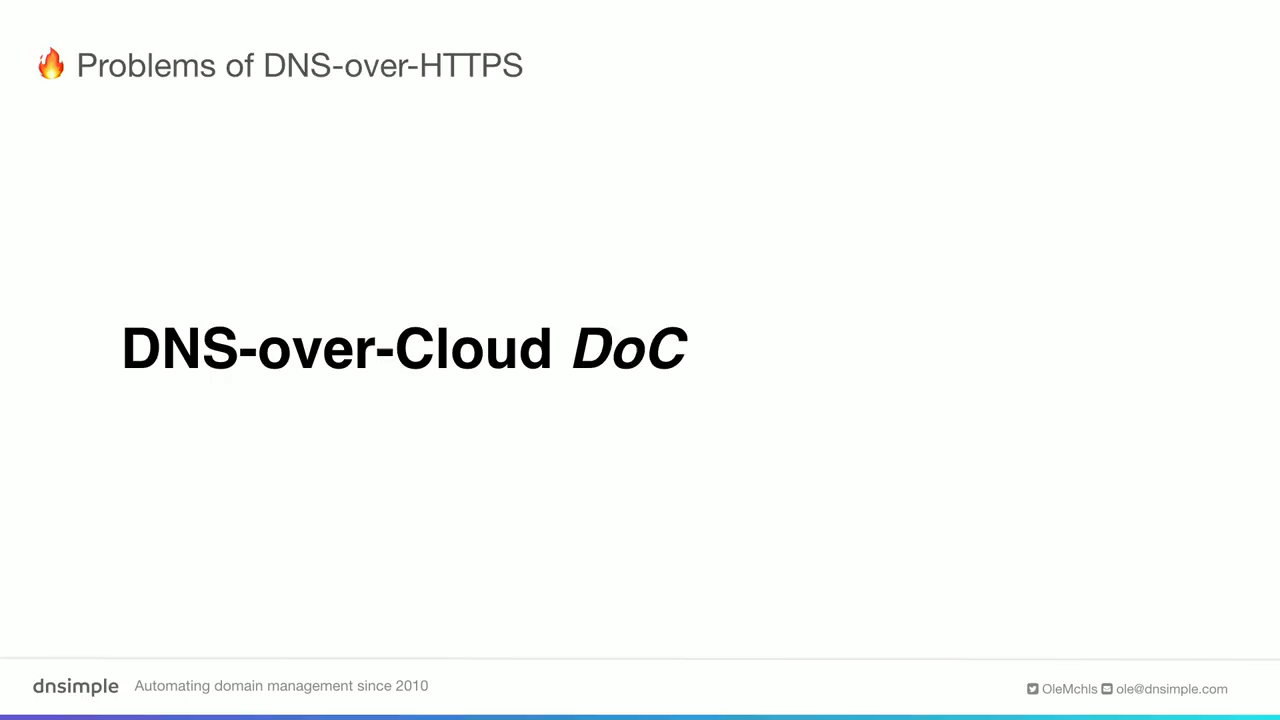 🔥 Problems of DNS-over-HTTPS
DNS-over-Cloud DoC
dnsimple Automating domain management since 2010
OleMchls ole@dnsimple.com